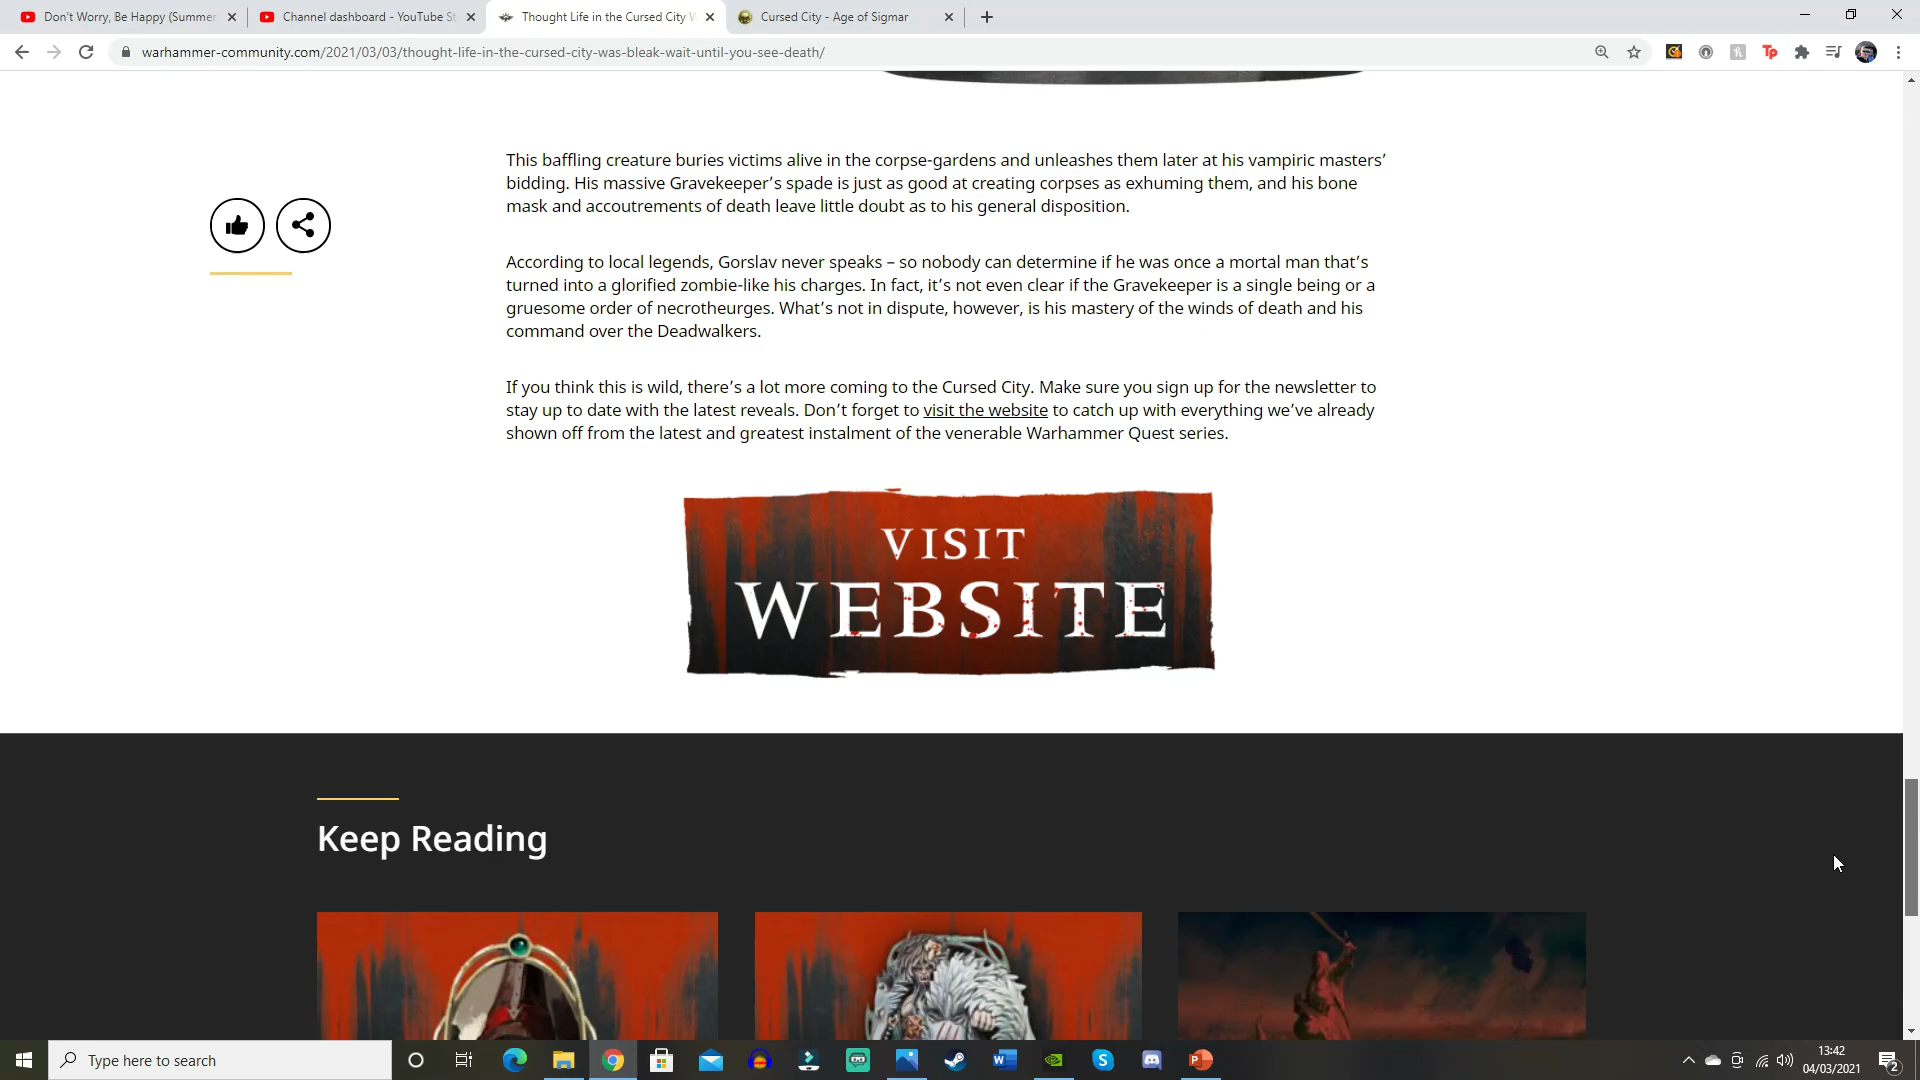 Don't Worry, Be Happy (Summer
Channel dashboard - YouTube St
Thought Life in the Cursed City W
Cursed City - Age of Sigmar
warhammer-community.com/2021/03/03/thought-life-in-the-cursed-city-was-bleak-wait-until-you-see-death/
This baffling creature buries victims alive in the corpse-gardens and unleashes them later at his vampiric masters’
bidding. His massive Gravekeeper’s spade is just as good at creating corpses as exhuming them, and his bone
mask and accoutrements of death leave little doubt as to his general disposition.
According to local legends, Gorslav never speaks – so nobody can determine if he was once a mortal man that’s
turned into a glorified zombie-like his charges. In fact, it’s not even clear if the Gravekeeper is a single being or a
gruesome order of necrotheurges. What’s not in dispute, however, is his mastery of the winds of death and his
command over the Deadwalkers.
If you think this is wild, there’s a lot more coming to the Cursed City. Make sure you sign up for the newsletter to
stay up to date with the latest reveals. Don’t forget to visit the website to catch up with everything we’ve already
shown off from the latest and greatest instalment of the venerable Warhammer Quest series.
VISIT
WEBSITE
Keep Reading
Type here to search
13:42
04/03/2021
2